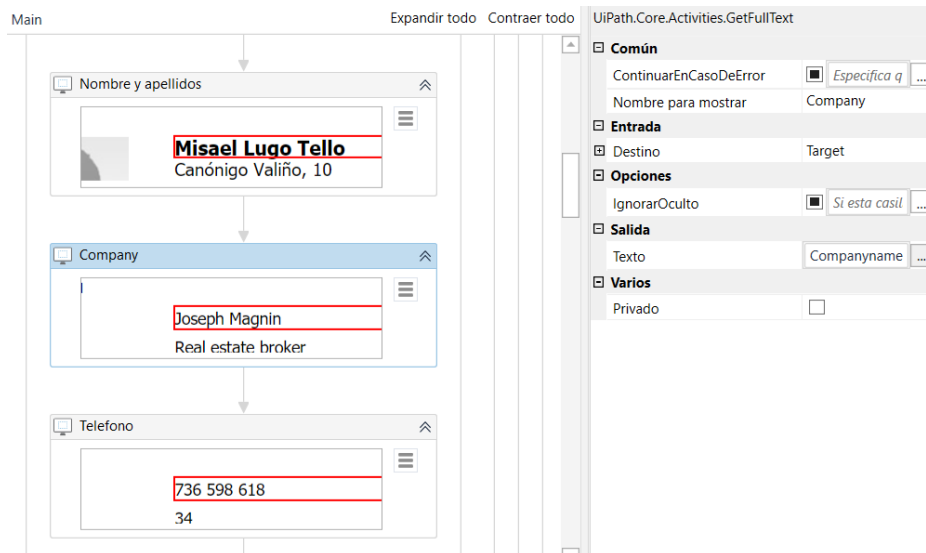 Main
Expandir todo Contraer todo
Nombre y apellidos
Misael Lugo Tello
Canónigo Valiño, 10
Company
Joseph Magnin
Real estate broker
Telefono
736 598 618
34
UiPath.Core.Activities.GetFullText
Común
ContinuarEnCasoDeError Especifica q ...
Nombre para mostrar Company
Entrada
Destino Target
Opciones
IgnorarOculto Si esta casil ...
Salida
Texto Companyname ...
Varios
Privado